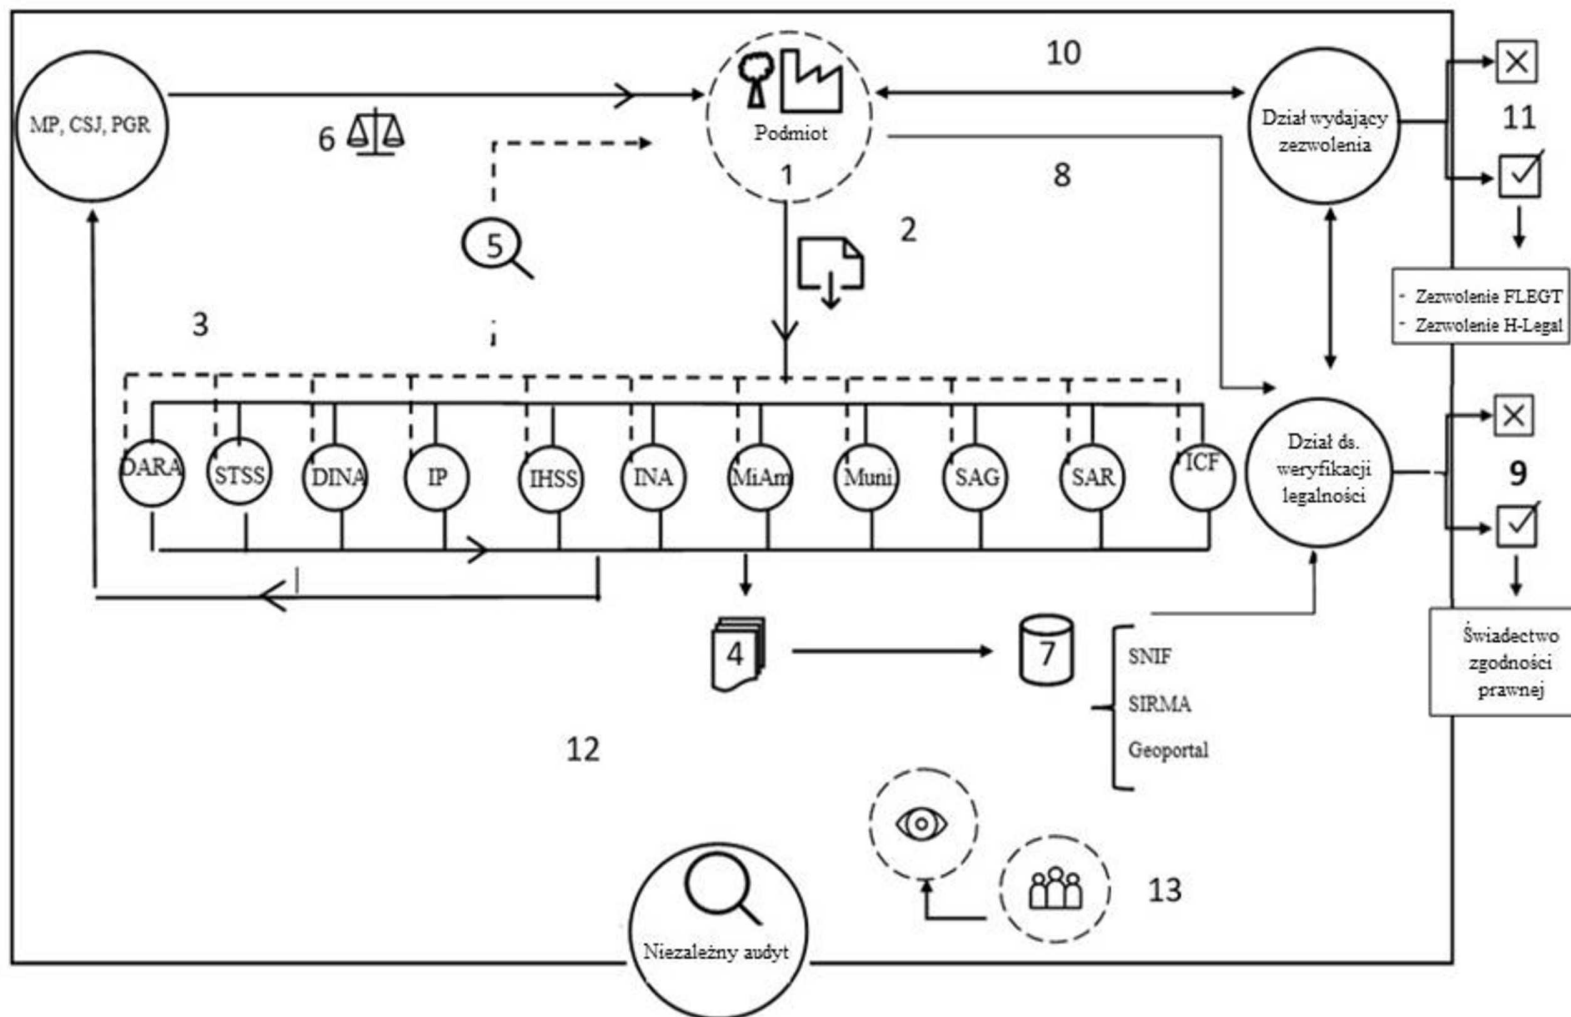 10
MP, CSJ, PGR
6
Podmiot
1
Dział wydający
zezwolenia
11
8
2
5
3
- Zezwolenie FLEGT
- Zezwolenie H-Legal
DARA
STSS
DINA
IP
IHSS
INA
MiAm
Muni.
SAG
SAR
ICF
Dział ds.
weryfikacji
legalności
9
4
7
SNIF
SIRMA
Geoportal
Świadectwo
zgodności
prawnej
12
13
Niezależny audyt